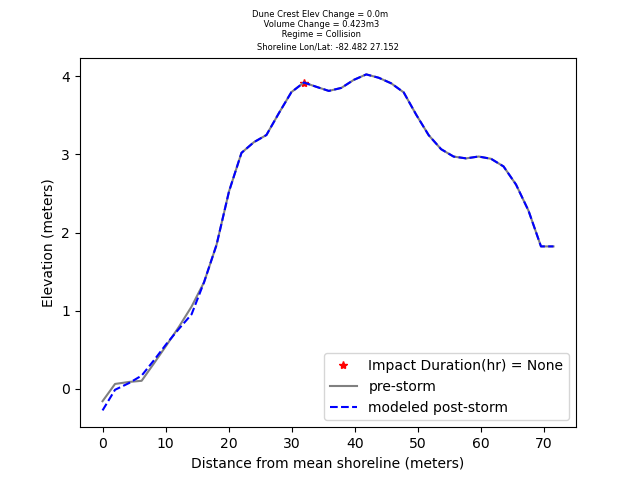 Dune Crest Elev Change = 0.0m
Volume Change = 0.423m3
Regime = Collision
Shoreline Lon/Lat: -82.482 27.152
4
3
2
1
0
Elevation (meters)
Impact Duration(hr) = None
pre-storm
modeled post-storm
0 10 20 30 40 50 60 70
Distance from mean shoreline (meters)